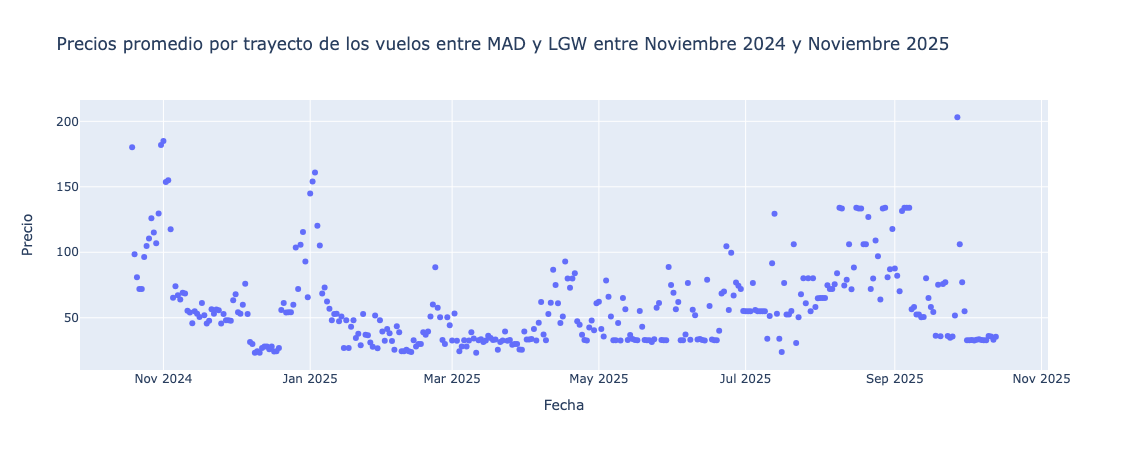 Precios promedio por trayecto de los vuelos entre MAD y LGW entre Noviembre 2024 y Noviembre 2025
Precio
200
150
100
50
Nov 2024 Jan 2025 Mar 2025 May 2025 Jul 2025 Sep 2025 Nov 2025
Fecha